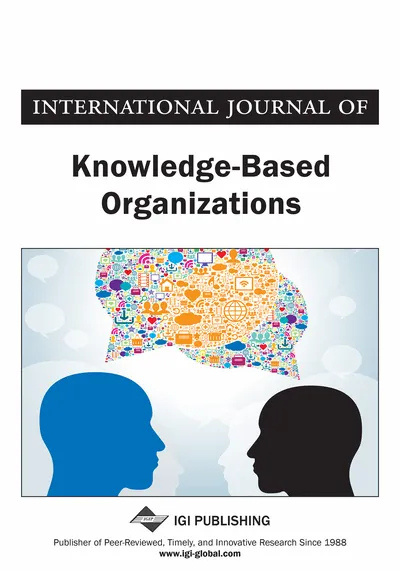 INTERNATIONAL JOURNAL OF
Knowledge-Based
Organizations
IGI PUBLISHING
Publisher of Peer-Reviewed, Timely, and Innovative Research Since 1988
www.igi-global.com